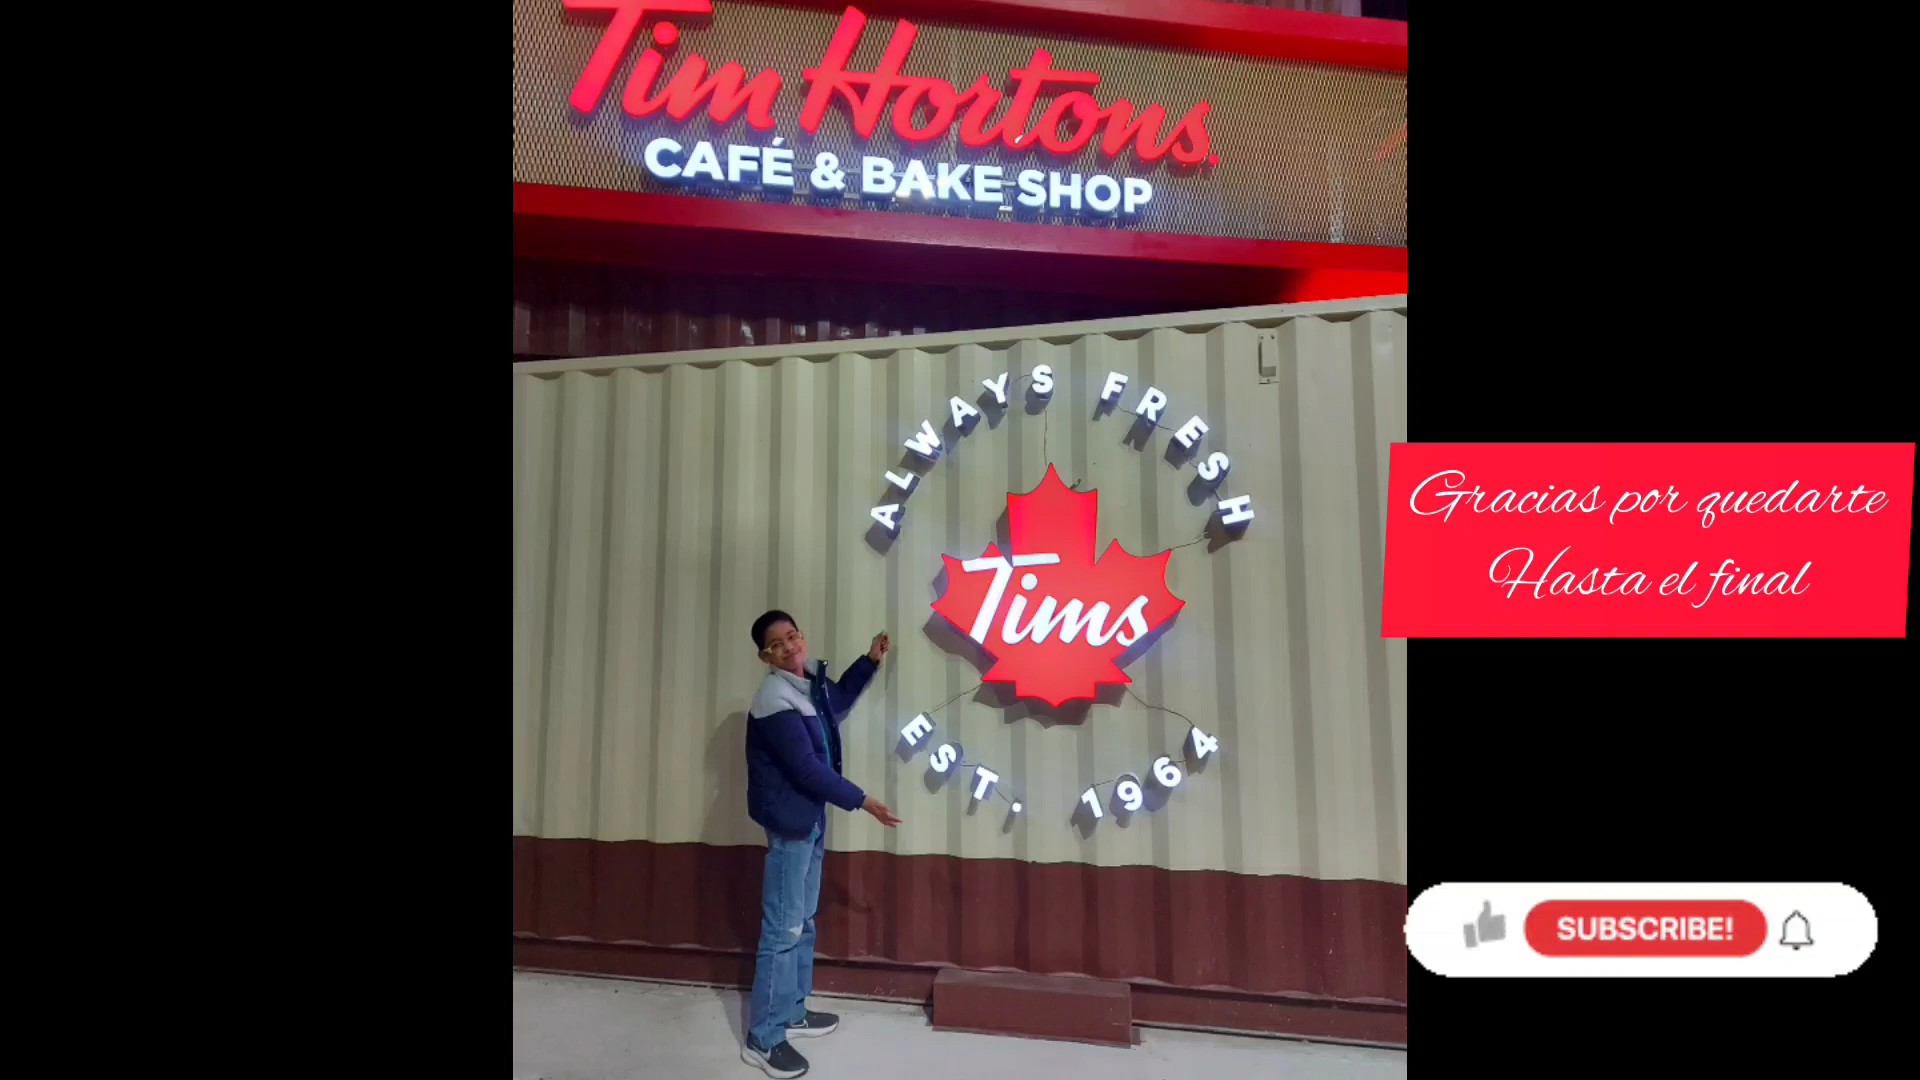 Tim Hortons.
CAFÉ & BAKE SHOP
ALWAYS FRESH
Tims
EST. 1964
Gracias por quedarte
Hasta el final
SUBSCRIBE!